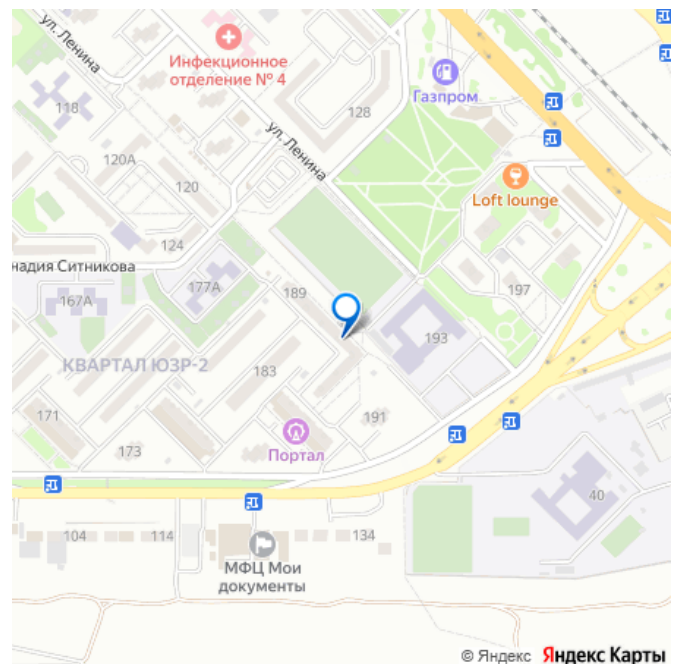 ул. Ленина
Инфекционное
отделение № 4
118
128
Газпром
120А
ул. Ленина
120
Loft lounge
124
надия Ситникова
177А
189
197
167А
193
КВАРТАЛ ЮЗР-2
183
171
191
173
Портал
40
104
114
134
МФЦ Мои
документы
© Яндекс Яндекс Карты